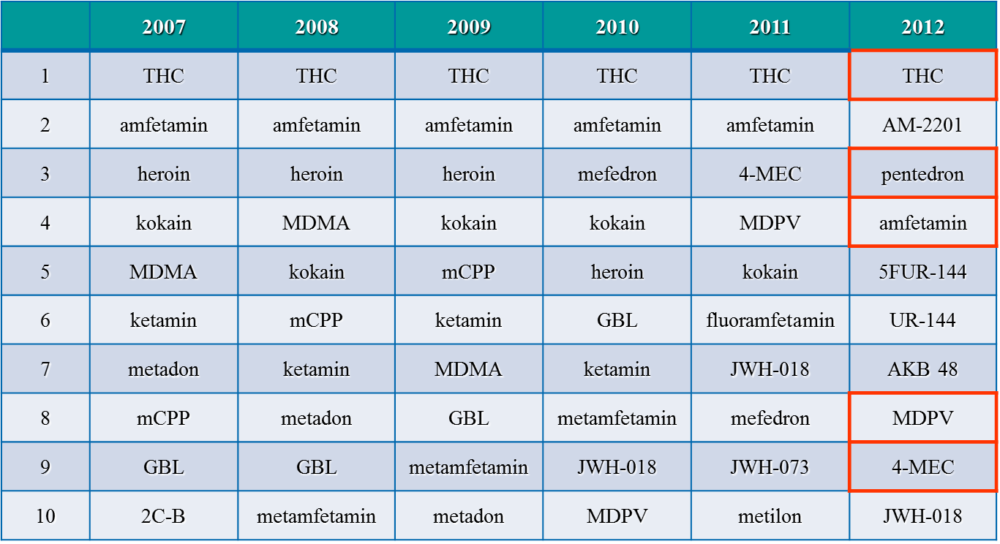 2007 2008 2009 2010 2011 2012
1 THC THC THC THC THC THC
2 amfetamin amfetamin amfetamin amfetamin amfetamin AM-2201
3 heroin heroin heroin mefedron 4-MEC pentedron
4 kokain MDMA kokain kokain MDPV amfetamin
5 MDMA kokain mCPP heroin kokain 5FUR-144
6 ketamin mCPP ketamin GBL fluoramfetamin UR-144
7 metadon ketamin MDMA ketamin JWH-018 AKB 48
8 mCPP metadon GBL metamfetamin mefedron MDPV
9 GBL GBL metamfetamin JWH-018 JWH-073 4-MEC
10 2C-B metamfetamin metadon MDPV metilon JWH-018